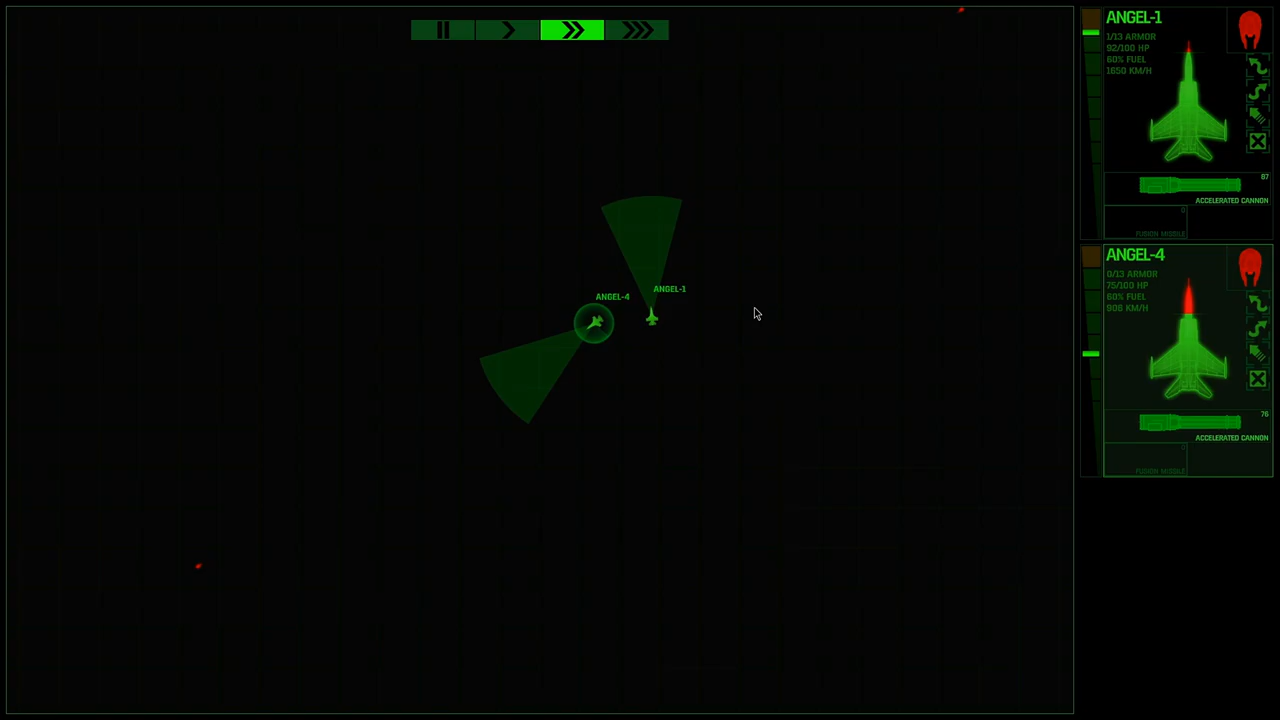 ANGEL-1
1/13 ARMOR
92/100 HP
60% FUEL
1650 KM/H
87
ACCELERATED CANNON
0
FUSION MISSILE
ANGEL-4
0/13 ARMOR
75/100 HP
60% FUEL
908 KM/H
76
ACCELERATED CANNON
0
FUSION MISSILE
ANGEL-1
ANGEL-4